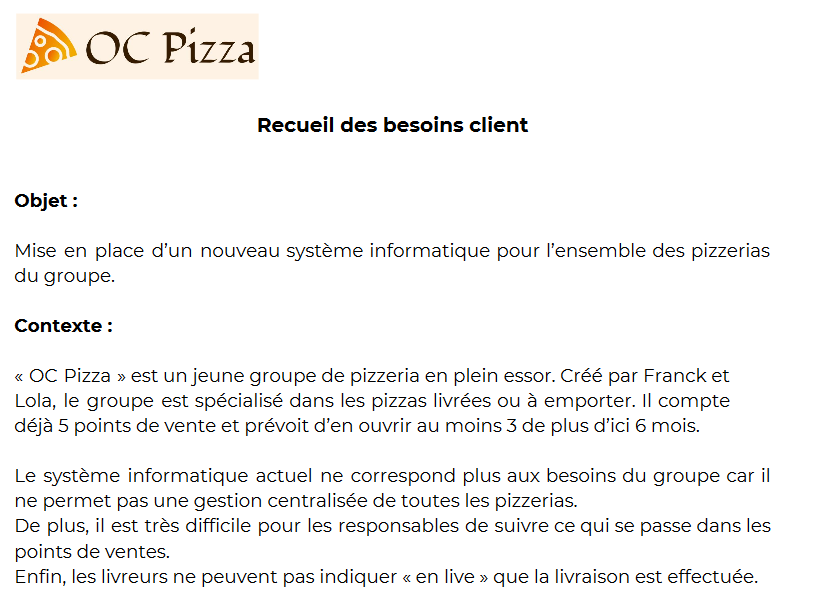 OC Pizza
Recueil des besoins client
Objet :
Mise en place d’un nouveau système informatique pour l’ensemble des pizzerias
du groupe.
Contexte :
« OC Pizza » est un jeune groupe de pizzeria en plein essor. Créé par Franck et
Lola, le groupe est spécialisé dans les pizzas livrées ou à emporter. Il compte
déjà 5 points de vente et prévoit d’en ouvrir au moins 3 de plus d’ici 6 mois.
Le système informatique actuel ne correspond plus aux besoins du groupe car il
ne permet pas une gestion centralisée de toutes les pizzerias.
De plus, il est très difficile pour les responsables de suivre ce qui se passe dans les
points de ventes.
Enfin, les livreurs ne peuvent pas indiquer « en live » que la livraison est effectuée.